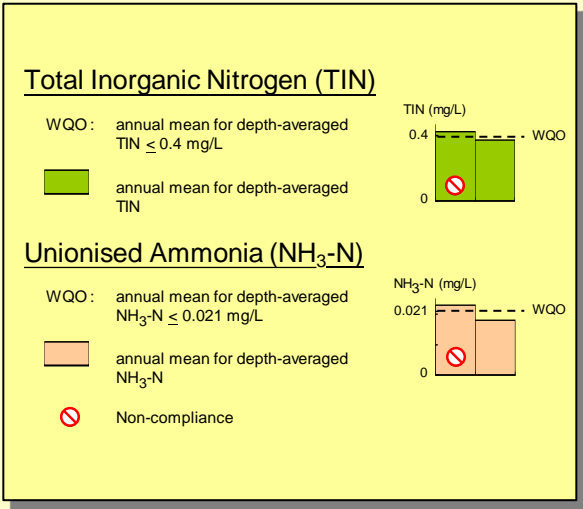 Total Inorganic Nitrogen (TIN)
WQO : annual mean for depth-averaged
TIN ≤ 0.4 mg/L
annual mean for depth-averaged
TIN
TIN (mg/L)
0.4
WQO
0
Unionised Ammonia (NH₃-N)
WQO : annual mean for depth-averaged
NH₃-N ≤ 0.021 mg/L
annual mean for depth-averaged
NH₃-N
Non-compliance
NH₃-N (mg/L)
0.021
WQO
0